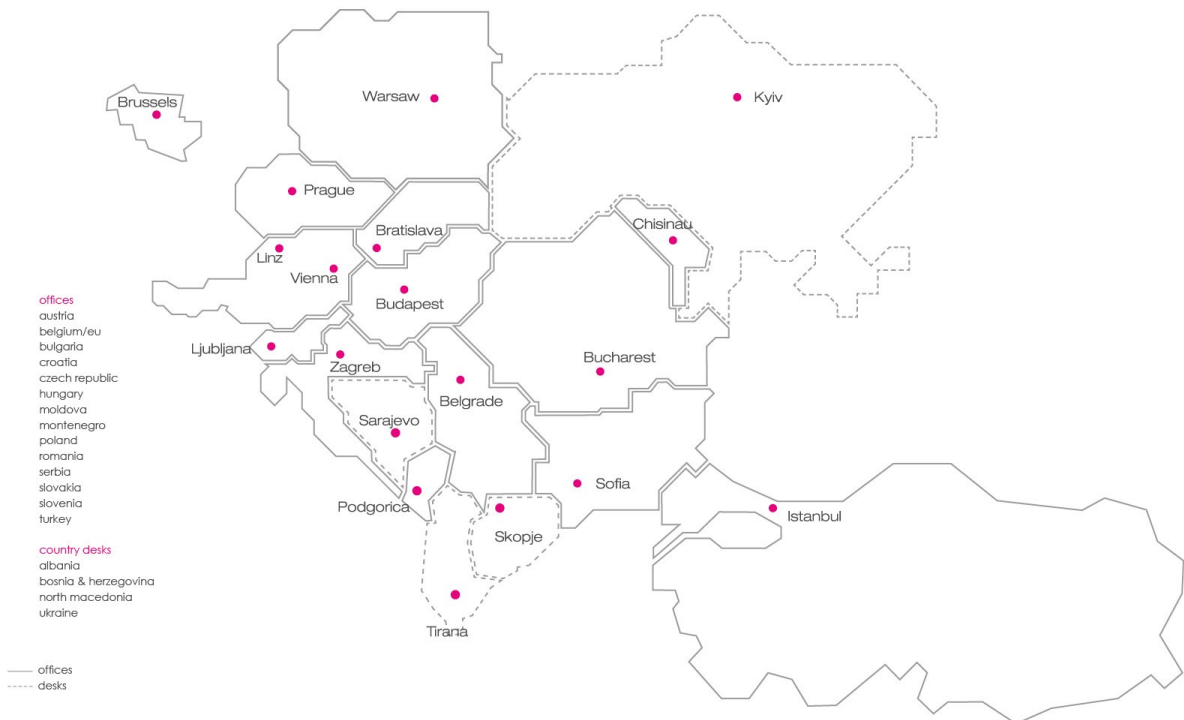 Warsaw
Kyiv
Brussels
Prague
Chisinau
Bratislava
Linz
Vienna
Budapest
Ljubljana
Zagreb
Bucharest
Belgrade
Sarajevo
Sofia
Podgorica
Istanbul
Skopje
Tirana
offices
austria
belgium/eu
bulgaria
croatia
czech republic
hungary
moldova
montenegro
poland
romania
serbia
slovakia
slovenia
turkey
country desks
albania
bosnia & herzegovina
north macedonia
ukraine
offices
desks